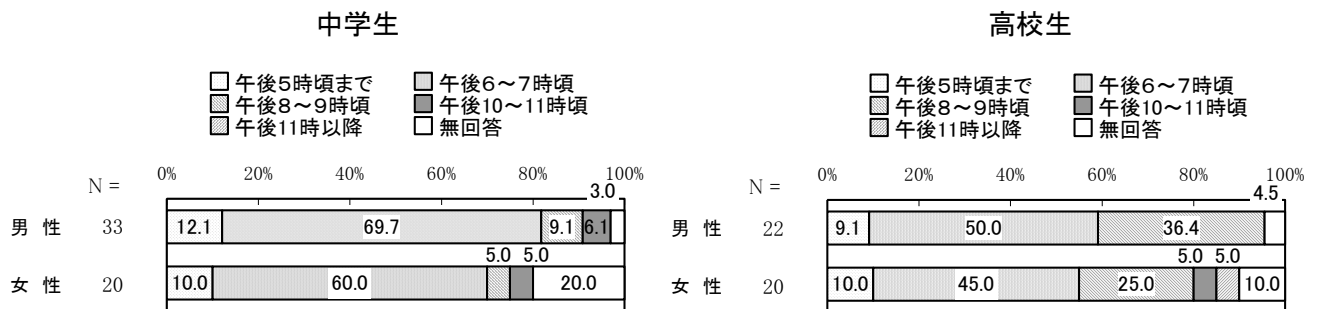 中学生
午後5時頃まで 午後6～7時頃
午後8～9時頃 午後10～11時頃
午後11時以降 無回答
N = 0% 20% 40% 60% 80% 100%
3.0
男 性 33 12.1 69.7 9.1 6.1
5.0 5.0
女 性 20 10.0 60.0 20.0
高校生
午後5時頃まで 午後6～7時頃
午後8～9時頃 午後10～11時頃
午後11時以降 無回答
N = 0% 20% 40% 60% 80% 100%
4.5
男 性 22 9.1 50.0 36.4
5.0 5.0
女 性 20 10.0 45.0 25.0 10.0